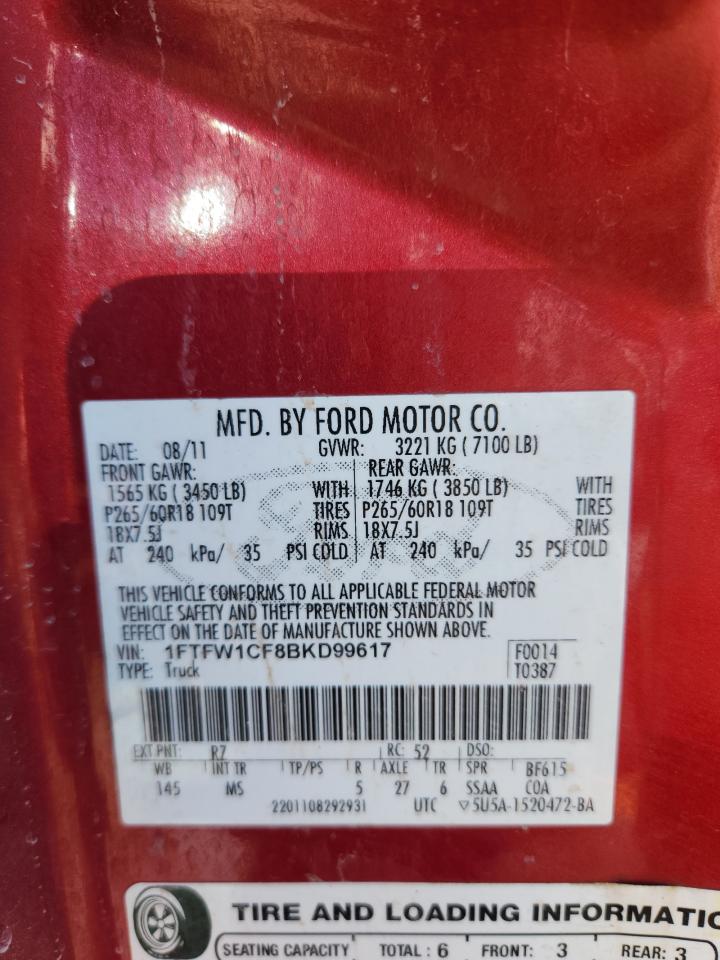 MFD. BY FORD MOTOR CO.
DATE: 08/11 GVWR: 3221 KG ( 7100 LB)
FRONT GAWR: REAR GAWR:
1565 KG ( 3450 LB) WITH 1746 KG ( 3850 LB) WITH
P265/60R18 109T TIRES P265/60R18 109T TIRES
18X7.5J RIMS 18X7.5J RIMS
AT 240 kPa/ 35 PSI COLD AT 240 kPa/ 35 PSI COLD
THIS VEHICLE CONFORMS TO ALL APPLICABLE FEDERAL MOTOR
VEHICLE SAFETY AND THEFT PREVENTION STANDARDS IN
EFFECT ON THE DATE OF MANUFACTURE SHOWN ABOVE.
VIN: 1FTFW1CF8BKD99617 F0014
TYPE: Truck T0387
EXT PNT: R7 RC: 52 DSO:
WB INT TR TP/PS R AXLE TR SPR BF615
145 MS 5 27 6 SSAA COA
2201108292931 UTC ▽5U5A-1520472-BA
TIRE AND LOADING INFORMATIO
SEATING CAPACITY TOTAL : 6 FRONT: 3 REAR: 3